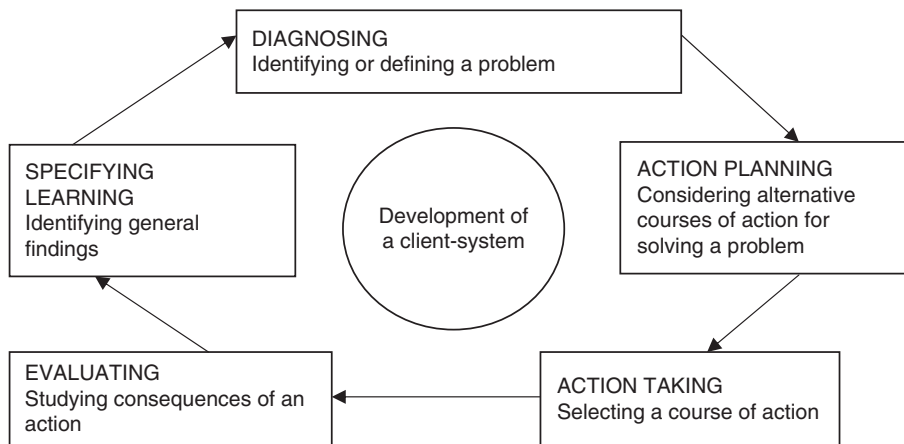 DIAGNOSING
Identifying or defining a problem
ACTION PLANNING
Considering alternative
courses of action for
solving a problem
ACTION TAKING
Selecting a course of action
EVALUATING
Studying consequences of an
action
SPECIFYING
LEARNING
Identifying general
findings
Development of
a client-system